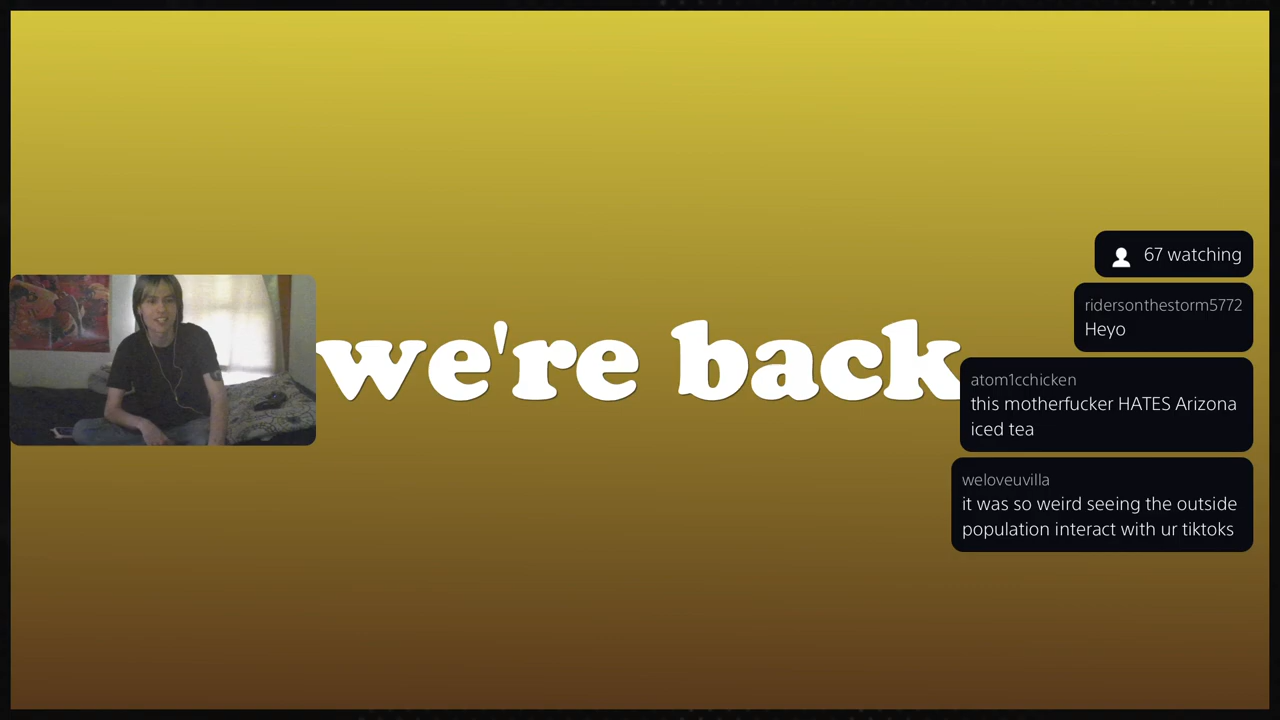 we're back
67 watching
ridersonthestorm5772
Heyo
atom1cchicken
this motherfucker HATES Arizona
iced tea
weloveuvilla
it was so weird seeing the outside
population interact with ur tiktoks